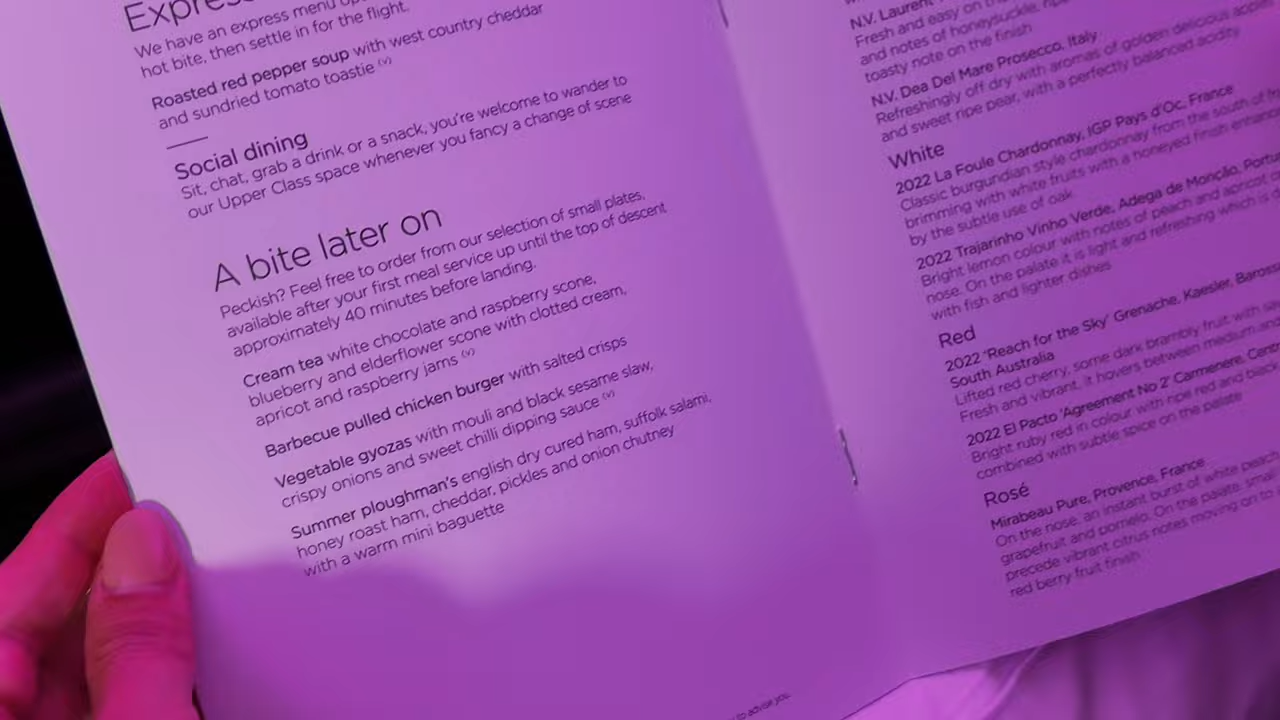 We have an express menu
hot bite, then settle in for the flight.
Roasted red pepper soup with west country cheddar
and sundried tomato toastie (v)
Social dining
Sit, chat, grab a drink or a snack, you're welcome to wander to
our Upper Class space whenever you fancy a change of scene
A bite later on
Peckish? Feel free to order from our selection of small plates,
available after your first meal service up until the top of descent
approximately 40 minutes before landing.
Cream tea white chocolate and raspberry scone,
blueberry and elderflower scone with clotted cream,
apricot and raspberry jams (v)
Barbecue pulled chicken burger with salted crisps
Vegetable gyozas with mouli and black sesame slaw,
crispy onions and sweet chilli dipping sauce (v)
Summer ploughman's english dry cured ham, suffolk salami,
honey roast ham, cheddar, pickles and onion chutney
with a warm mini baguette
to advise you.
N.V. Laurent
Fresh and easy on
and notes of honeysuckle,
toasty note on the finish
N.V. Dea Del Mare Prosecco, Italy
Refreshingly off dry with aromas of golden delicious apples
and sweet ripe pear, with a perfectly balanced acidity
White
2022 La Foule Chardonnay, IGP Pays d'Oc, France
Classic burgundian style chardonnay from the south of
brimming with white fruits with a honeyed finish
by the subtle use of oak
2022 Trajarinho Vinho Verde, Adega de Monção,
Bright lemon colour with notes of peach and apricot
nose. On the palate it is light and refreshing which is
with fish and lighter dishes
Red
2022 'Reach for the Sky' Grenache, Kaesler,
South Australia
Lifted red cherry, some dark brambly fruit with
Fresh and vibrant, it hovers between medium and
2022 El Pacto 'Agreement No 2' Carmenere,
Bright ruby red in colour with ripe red and black
combined with subtle spice on the palate
Rosé
Mirabeau Pure, Provence, France
On the nose, an instant burst of white peach
grapefruit and pomelo. On the palate, small
precede vibrant citrus notes moving on to
red berry fruit finish